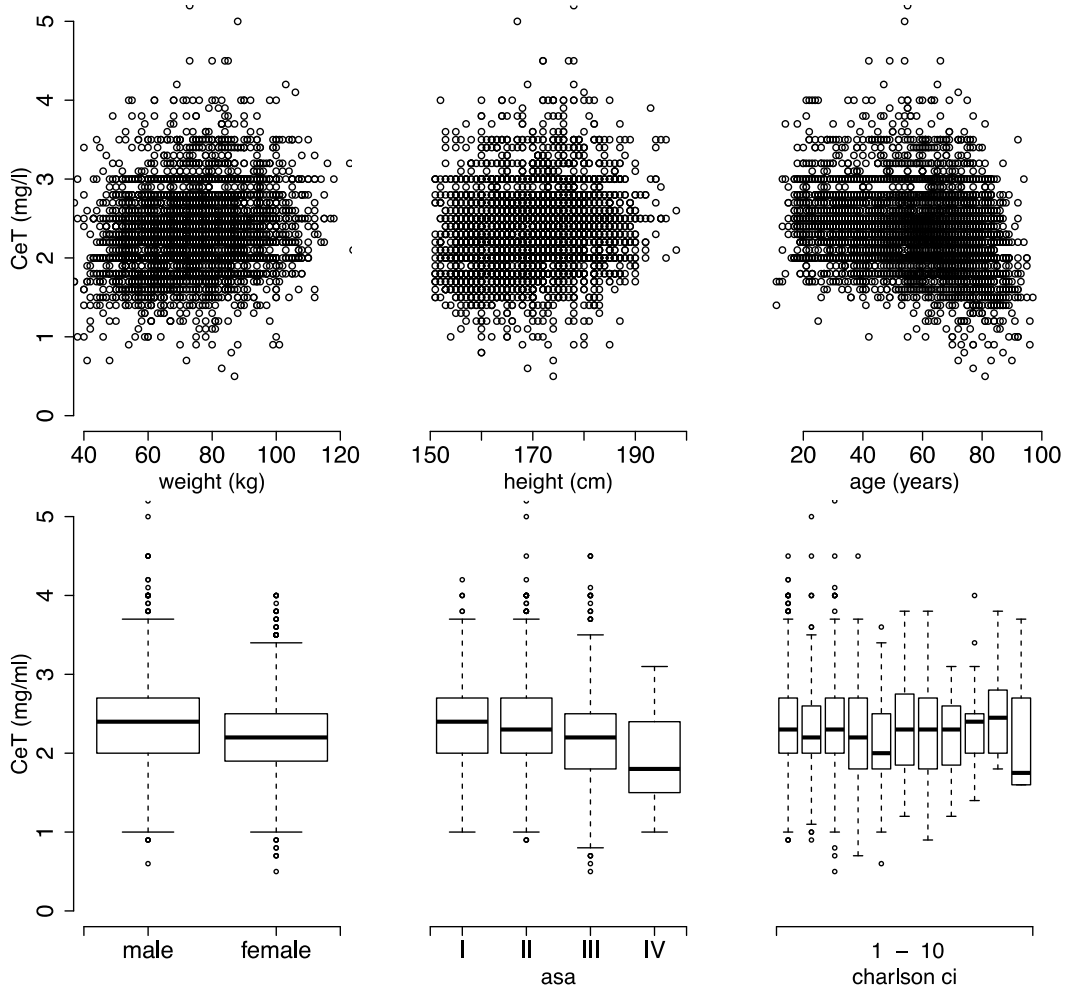 CeT (mg/l)
5
4
3
2
1
0
40 60 80 100 120
weight (kg)
150 170 190
height (cm)
20 40 60 80 100
age (years)
CeT (mg/ml)
5
4
3
2
1
0
male female
I II III IV
asa
1 – 10
charlson ci